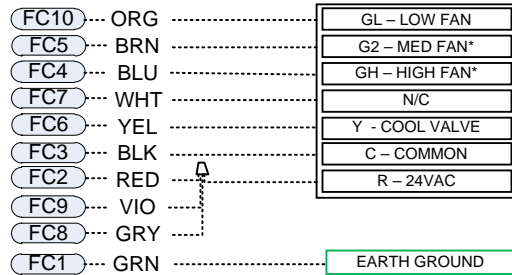 FC10 ORG GL – LOW FAN
FC5 BRN G2 – MED FAN*
FC4 BLU GH – HIGH FAN*
FC7 WHT N/C
FC6 YEL Y - COOL VALVE
FC3 BLK C – COMMON
FC2 RED R – 24VAC
FC9 VIO
FC8 GRY
FC1 GRN EARTH GROUND